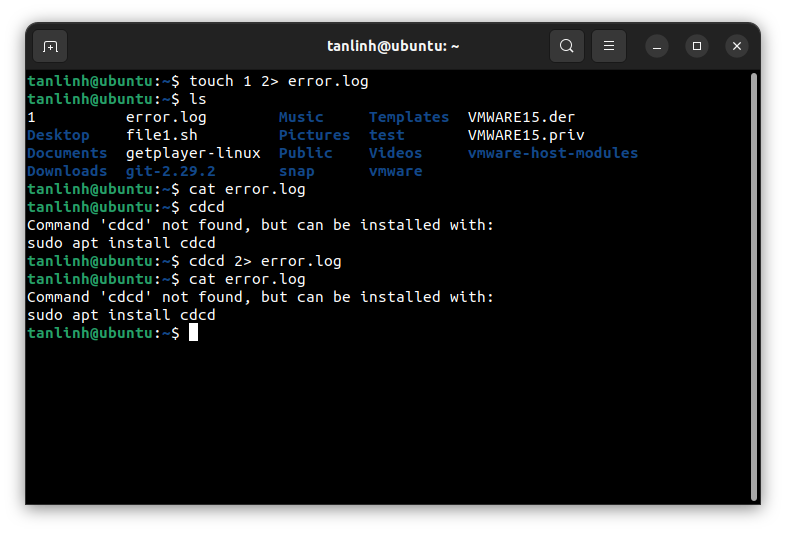 tanlinh@ubuntu: ~
tanlinh@ubuntu:~$ touch 1 2> error.log
tanlinh@ubuntu:~$ ls
1          error.log        Music     Templates  VMWARE15.der
Desktop    file1.sh         Pictures  test       VMWARE15.priv
Documents  getplayer-linux  Public    Videos     vmware-host-modules
Downloads  git-2.29.2       snap      vmware
tanlinh@ubuntu:~$ cat error.log
tanlinh@ubuntu:~$ cdcd
Command 'cdcd' not found, but can be installed with:
sudo apt install cdcd
tanlinh@ubuntu:~$ cdcd 2> error.log
tanlinh@ubuntu:~$ cat error.log
Command 'cdcd' not found, but can be installed with:
sudo apt install cdcd
tanlinh@ubuntu:~$